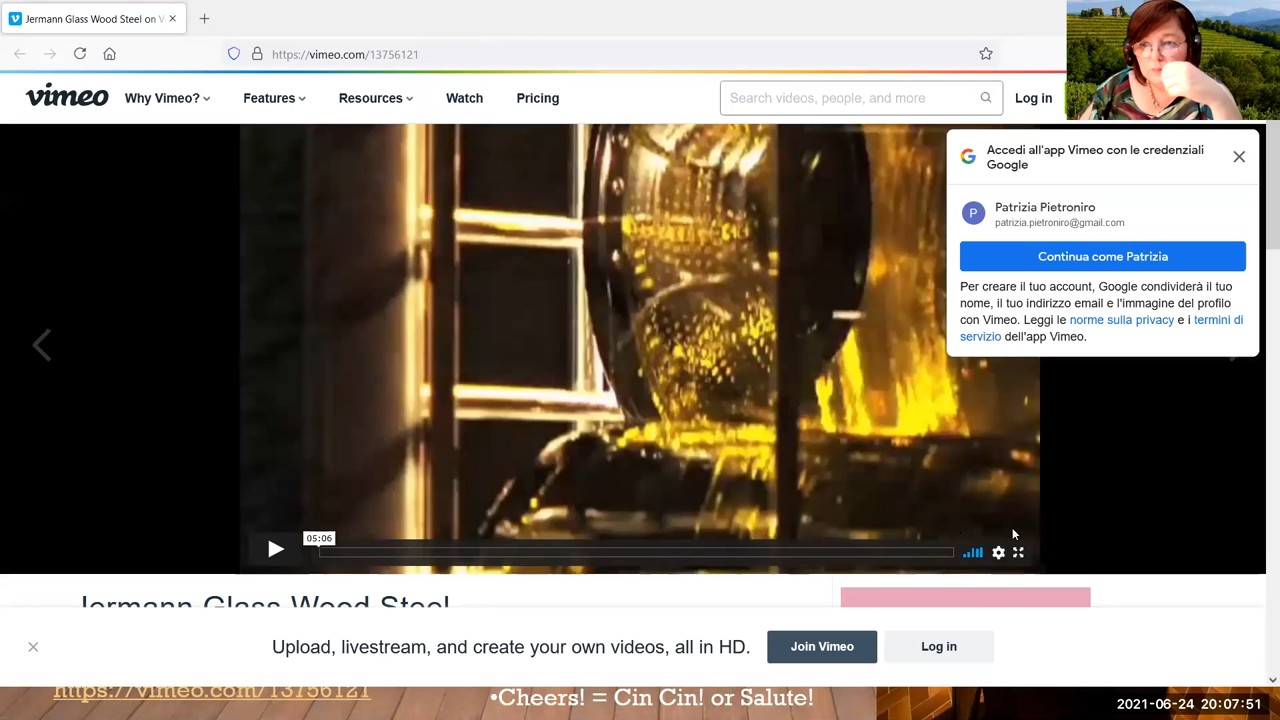 Jermann Glass Wood Steel on V
https://vimeo.com/13756121
vimeo
Why Vimeo?
Features
Resources
Watch
Pricing
Search videos, people, and more
Log in
Accedi all'app Vimeo con le credenziali
Google
P
Patrizia Pietroniro
patrizia.pietroniro@gmail.com
Continua come Patrizia
Per creare il tuo account, Google condividerà il tuo
nome, il tuo indirizzo email e l'immagine del profilo
con Vimeo. Leggi le norme sulla privacy e i termini di
servizio dell'app Vimeo.
05:06
Jermann Glass Wood Steel
Upload, livestream, and create your own videos, all in HD.
Join Vimeo
Log in
https://vimeo.com/13756121
•Cheers! = Cin Cin! or Salute!
2021-06-24 20:07:51